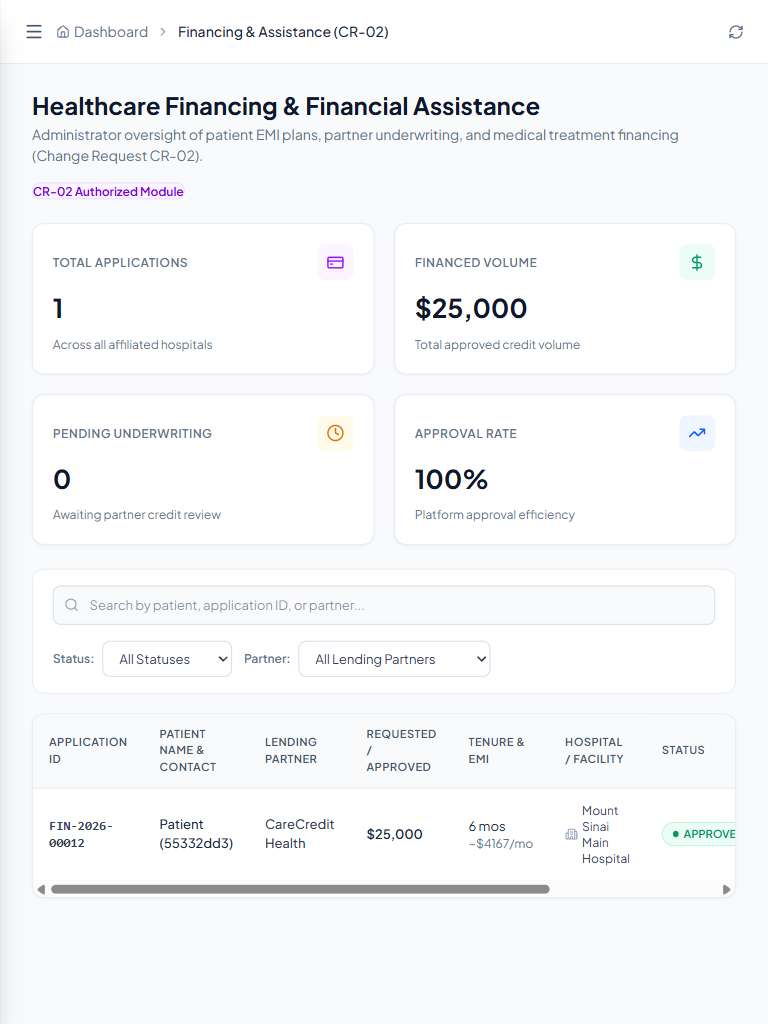 Dashboard > Financing & Assistance (CR-02)
Healthcare Financing & Financial Assistance
Administrator oversight of patient EMI plans, partner underwriting, and medical treatment financing
(Change Request CR-02).
CR-02 Authorized Module
TOTAL APPLICATIONS
1
Across all affiliated hospitals
FINANCED VOLUME
$25,000
Total approved credit volume
PENDING UNDERWRITING
0
Awaiting partner credit review
APPROVAL RATE
100%
Platform approval efficiency
Search by patient, application ID, or partner...
Status: All Statuses Partner: All Lending Partners
APPLICATION
ID
PATIENT
NAME &
CONTACT
LENDING
PARTNER
REQUESTED
/
APPROVED
TENURE &
EMI
HOSPITAL
/ FACILITY
STATUS
FIN-2026-
00012
Patient
(55332dd3)
CareCredit
Health
$25,000
6 mos
~$4167/mo
Mount
Sinai
Main
Hospital
APPROVE